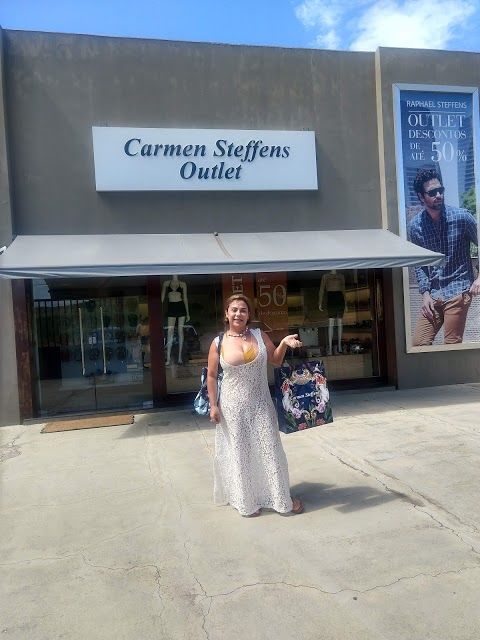 Carmen Steffens
Outlet
RAPHAEL STEFFENS
OUTLET
DESCONTOS
DE
ATÉ 50%
50